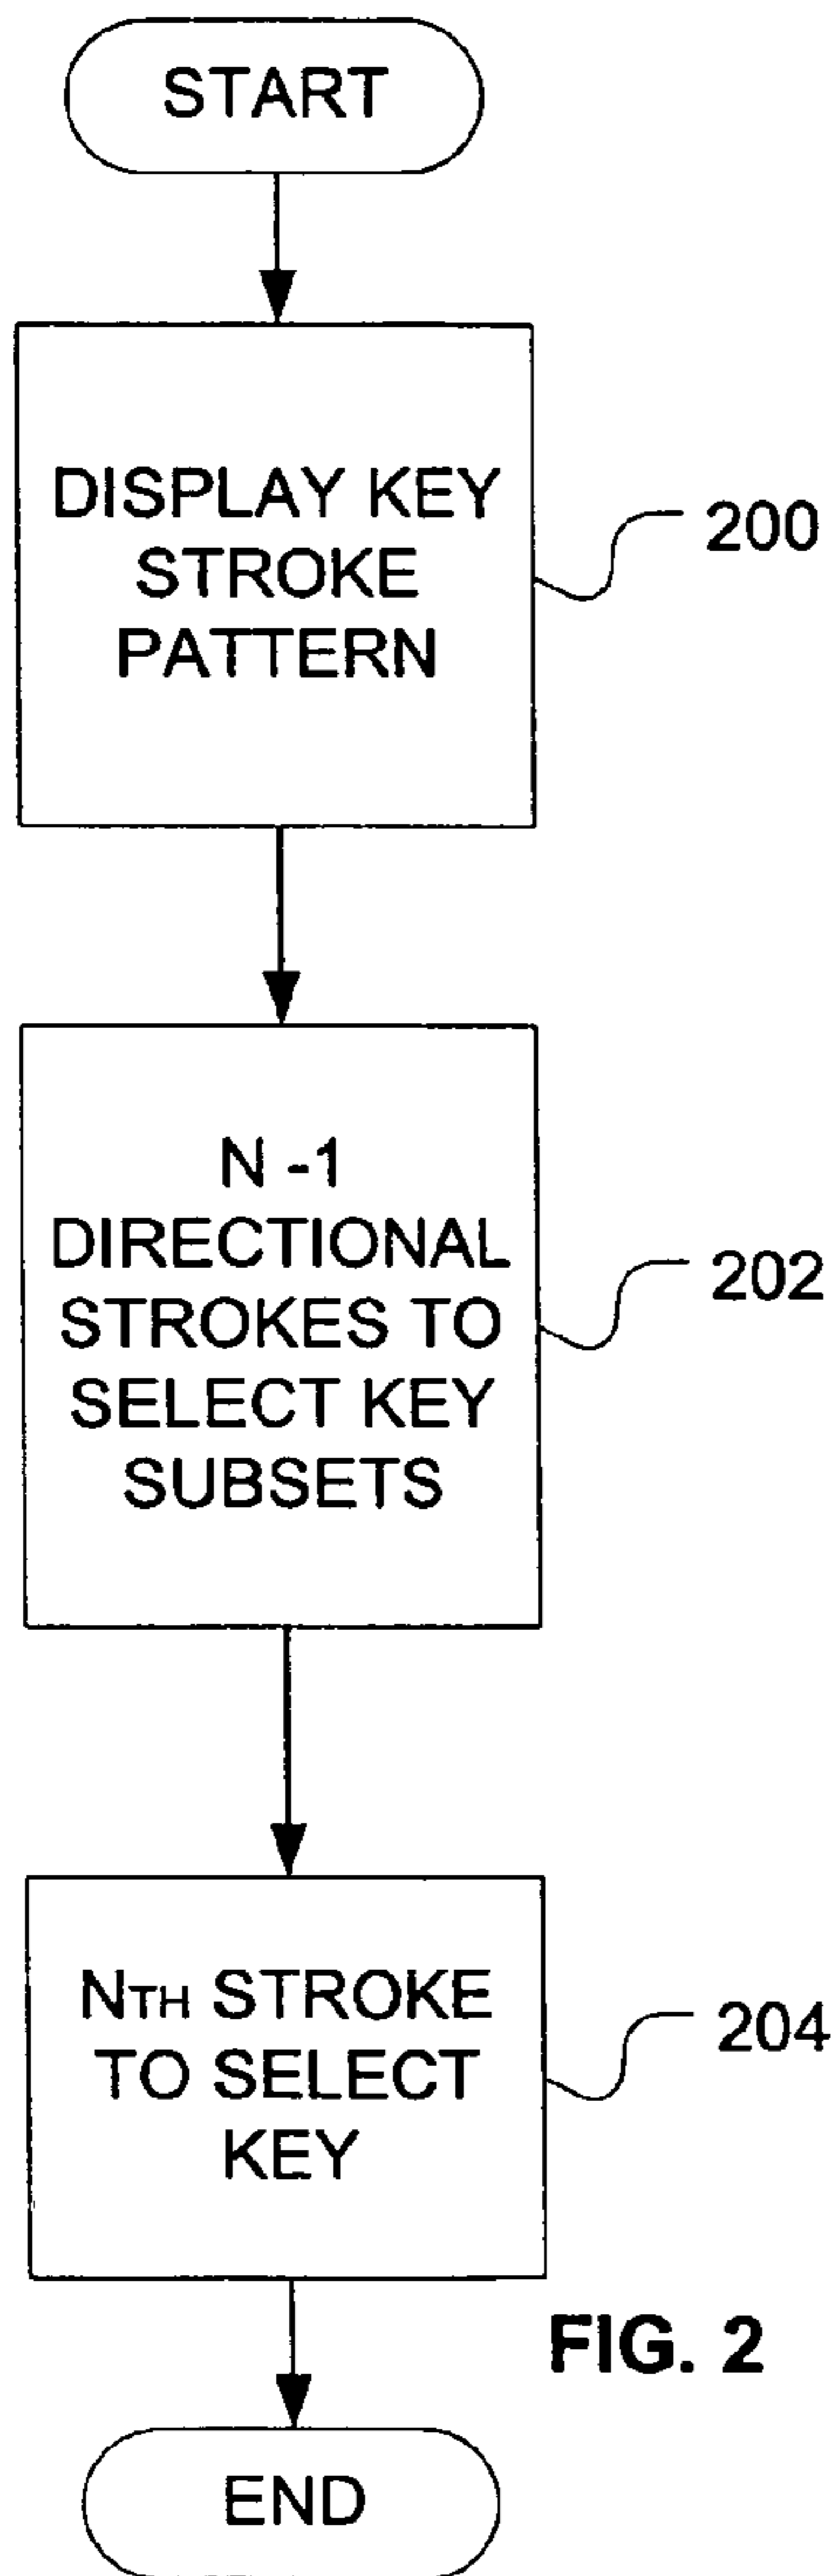 START
DISPLAY KEY
STROKE
PATTERN
200
N -1
DIRECTIONAL
STROKES TO
SELECT KEY
SUBSETS
202
NTH STROKE
TO SELECT
KEY
204
FIG. 2
END